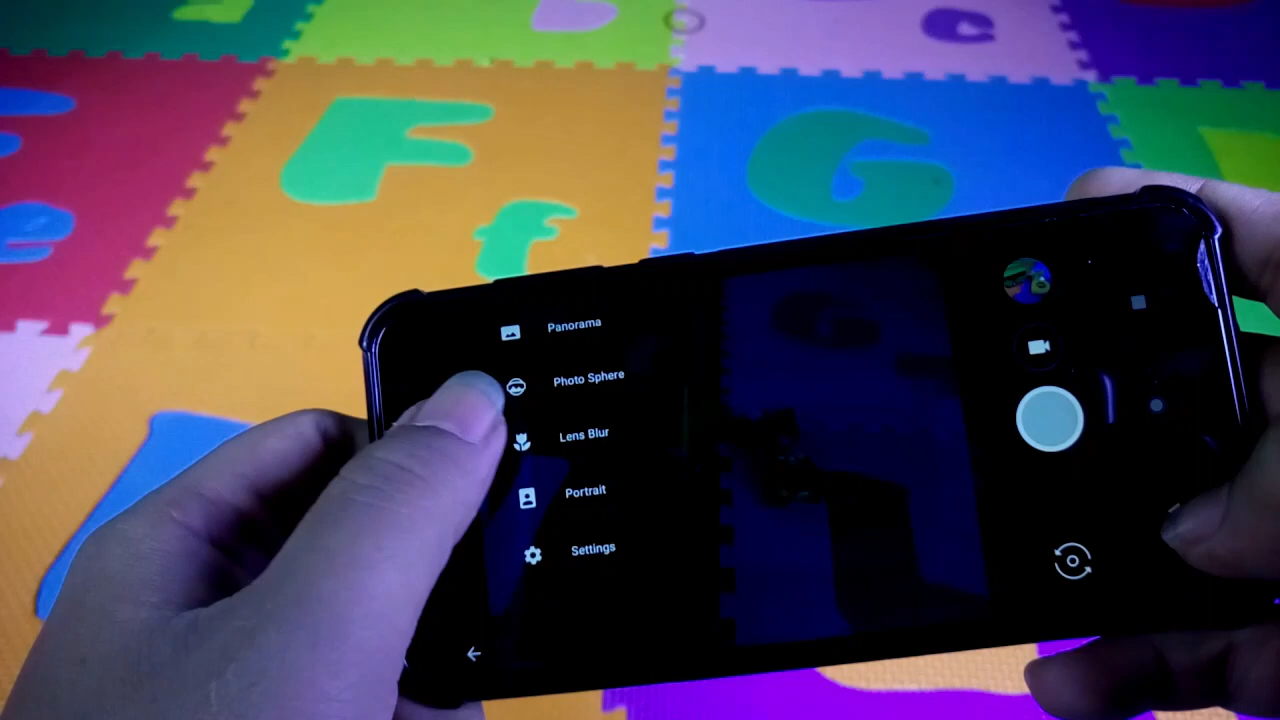 c
F
G
e
f
Panorama
Photo Sphere
Lens Blur
Portrait
Settings